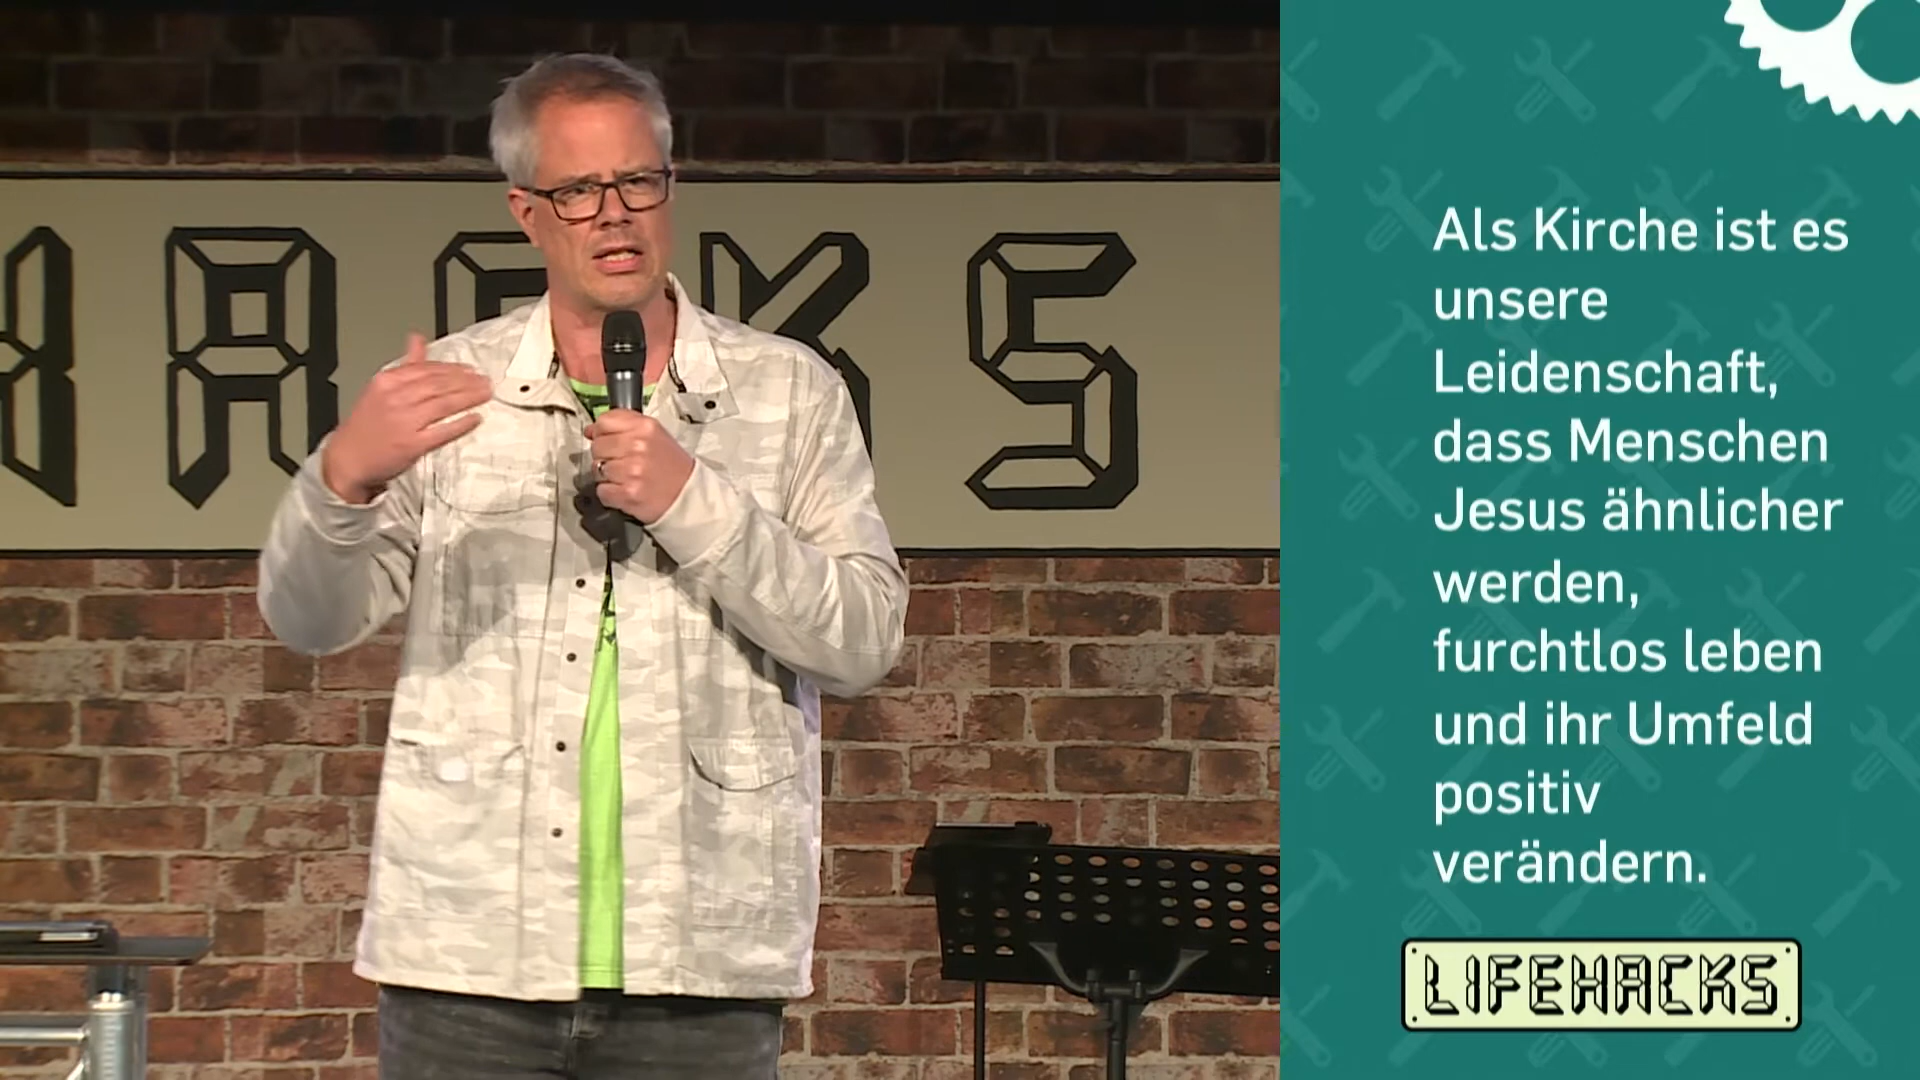 HACKS
Als Kirche ist es
unsere
Leidenschaft,
dass Menschen
Jesus ähnlicher
werden,
furchtlos leben
und ihr Umfeld
positiv
verändern.
LIFEHACKS